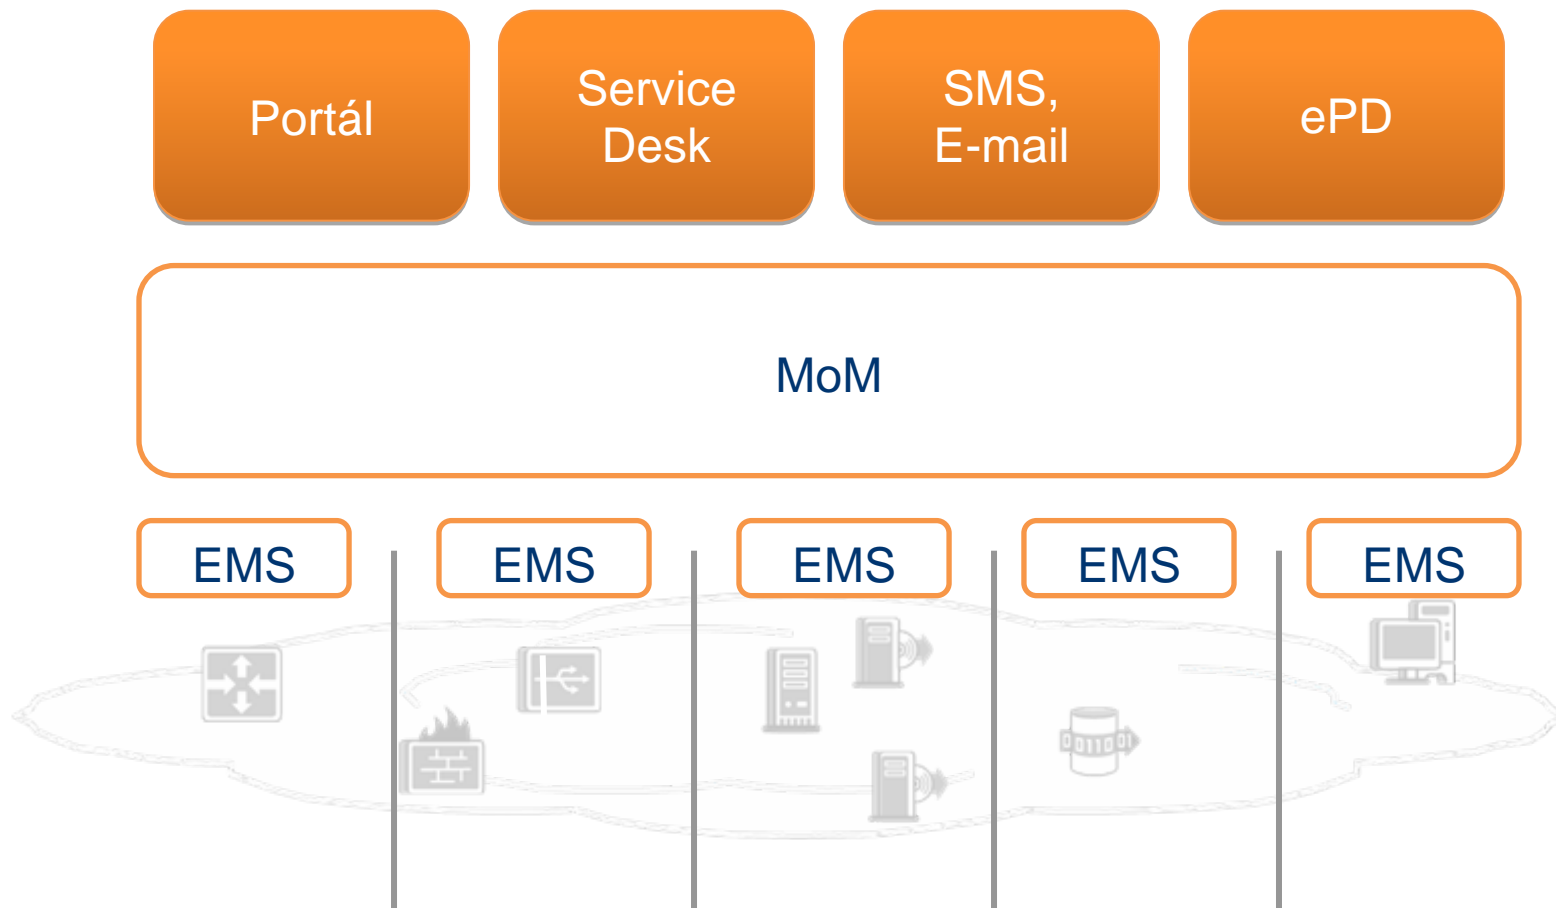 Portál
Service
Desk
SMS,
E-mail
ePD
MoM
EMS
EMS
EMS
EMS
EMS